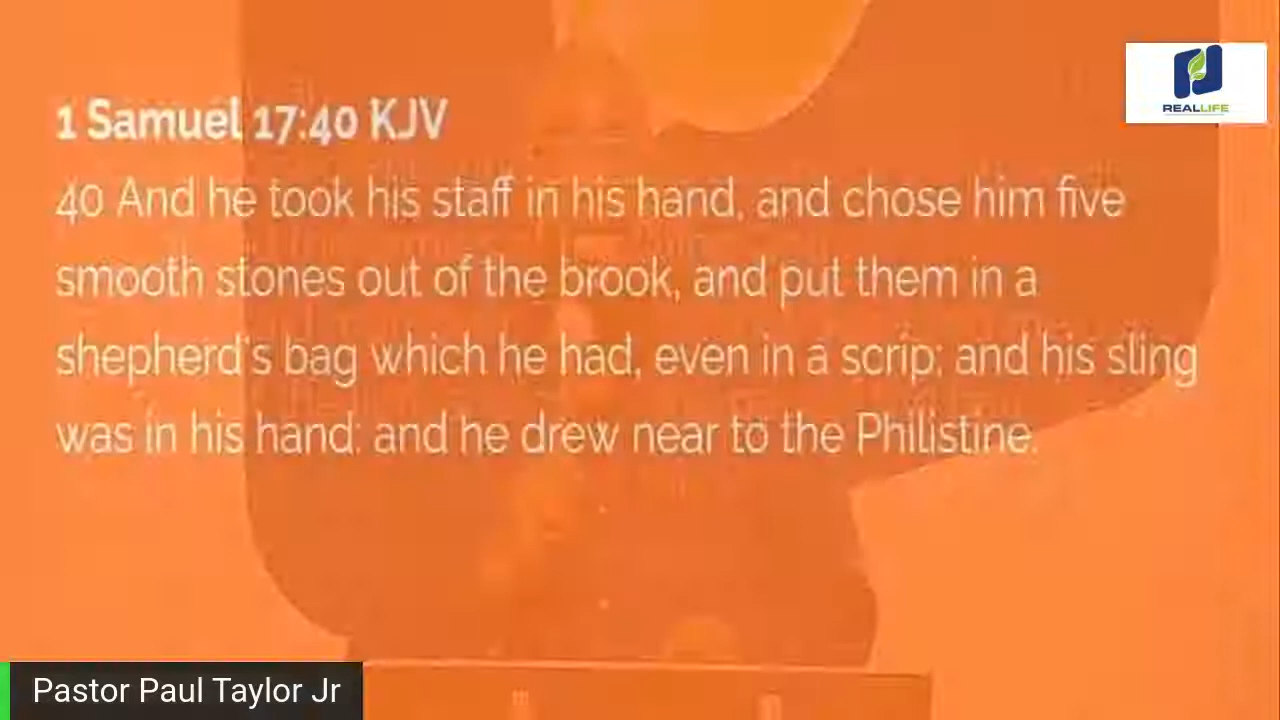 1 Samuel 17:40 KJV
REALLIFE
40 And he took his staff in his hand, and chose him five
smooth stones out of the brook, and put them in a
shepherd's bag which he had, even in a scrip; and his sling
was in his hand: and he drew near to the Philistine.
Pastor Paul Taylor Jr